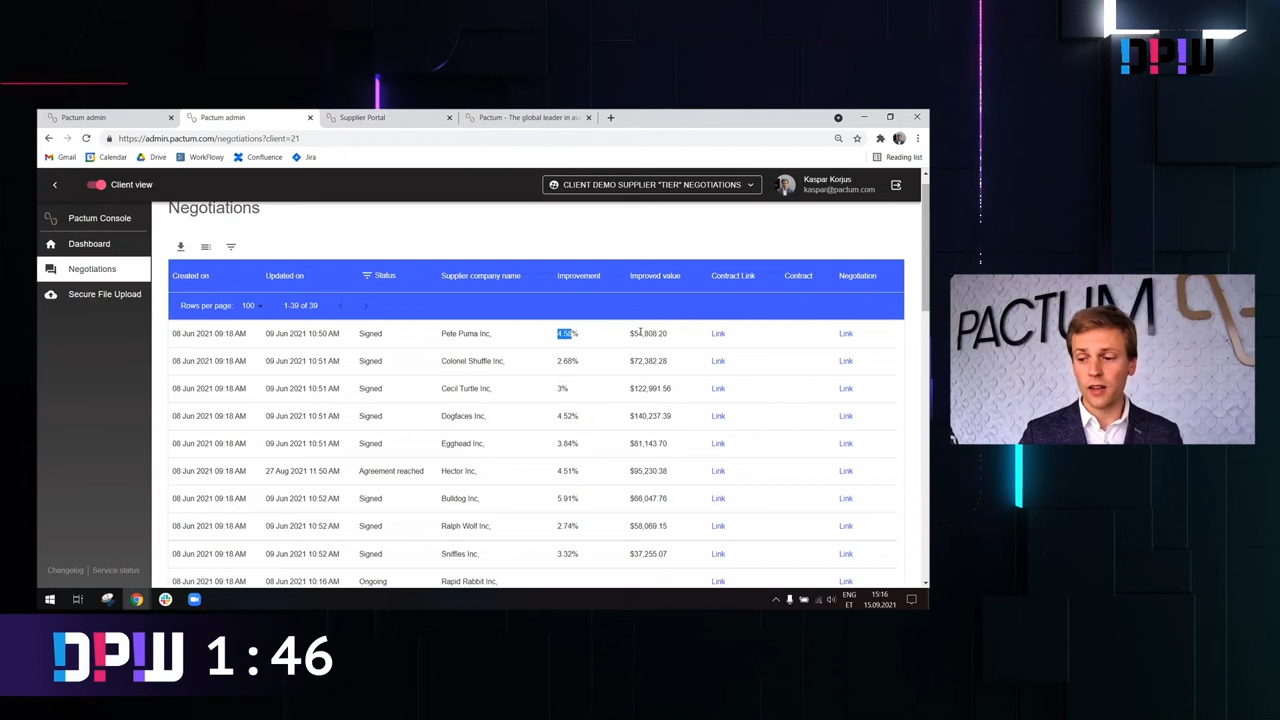 DPW
Pactum admin
Pactum admin
Supplier Portal
Pactum - The global leader in au
https://admin.pactum.com/negotiations?client=21
Gmail Calendar Drive WorkFlowy Confluence Jira Reading list
Client view CLIENT DEMO SUPPLIER "TIER" NEGOTIATIONS
Kaspar Korjus
kaspar@pactum.com
Pactum Console
Dashboard
Negotiations
Secure File Upload
Changelog Service status
Negotiations
Created on Updated on Status Supplier company name Improvement Improved value Contract Link Contract Negotiation
Rows per page: 100 1-39 of 39
08 Jun 2021 09:18 AM 09 Jun 2021 10:50 AM Signed Pete Puma Inc, 4.56% $54,808.20 Link Link
08 Jun 2021 09:18 AM 09 Jun 2021 10:51 AM Signed Colonel Shuffle Inc, 2.68% $72,382.28 Link Link
08 Jun 2021 09:18 AM 09 Jun 2021 10:51 AM Signed Cecil Turtle Inc, 3% $122,991.56 Link Link
08 Jun 2021 09:18 AM 09 Jun 2021 10:51 AM Signed Dogfaces Inc, 4.52% $140,237.39 Link Link
08 Jun 2021 09:18 AM 09 Jun 2021 10:51 AM Signed Egghead Inc, 3.84% $81,143.70 Link Link
08 Jun 2021 09:18 AM 27 Aug 2021 11:50 AM Agreement reached Hector Inc, 4.51% $95,230.38 Link Link
08 Jun 2021 09:18 AM 09 Jun 2021 10:52 AM Signed Bulldog Inc, 5.91% $66,047.76 Link Link
08 Jun 2021 09:18 AM 09 Jun 2021 10:52 AM Signed Ralph Wolf Inc, 2.74% $58,069.15 Link Link
08 Jun 2021 09:18 AM 09 Jun 2021 10:52 AM Signed Sniffles Inc, 3.32% $37,255.07 Link Link
08 Jun 2021 09:18 AM 09 Jun 2021 10:16 AM Ongoing Rapid Rabbit Inc, Link Link
ENG 15:16
ET 15.09.2021
PACTUM
DPW 1:46